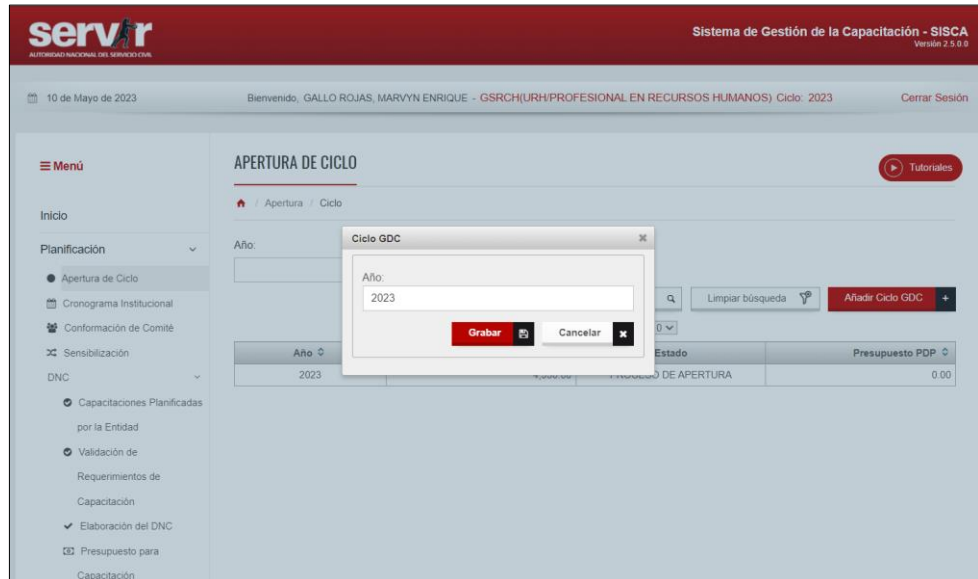 servir
AUTORIDAD NACIONAL DEL SERVICIO CIVIL
Sistema de Gestión de la Capacitación - SISCA
Versión 2.5.0.0
10 de Mayo de 2023
Bienvenido, GALLO ROJAS, MARVYN ENRIQUE - GSRCH(URH/PROFESIONAL EN RECURSOS HUMANOS) Ciclo: 2023
Cerrar Sesión
Menú
Inicio
Planificación
Apertura de Ciclo
Cronograma Institucional
Conformación de Comité
Sensibilización
DNC
Capacitaciones Planificadas
por la Entidad
Validación de
Requerimientos de
Capacitación
Elaboración del DNC
Presupuesto para
Capacitación
APERTURA DE CICLO
Tutoriales
/ Apertura / Ciclo
Año:
Ciclo GDC
Año:
2023
Grabar
Cancelar
Limpiar búsqueda
Añadir Ciclo GDC +
Año Estado Presupuesto PDP
2023 DE APERTURA 0.00